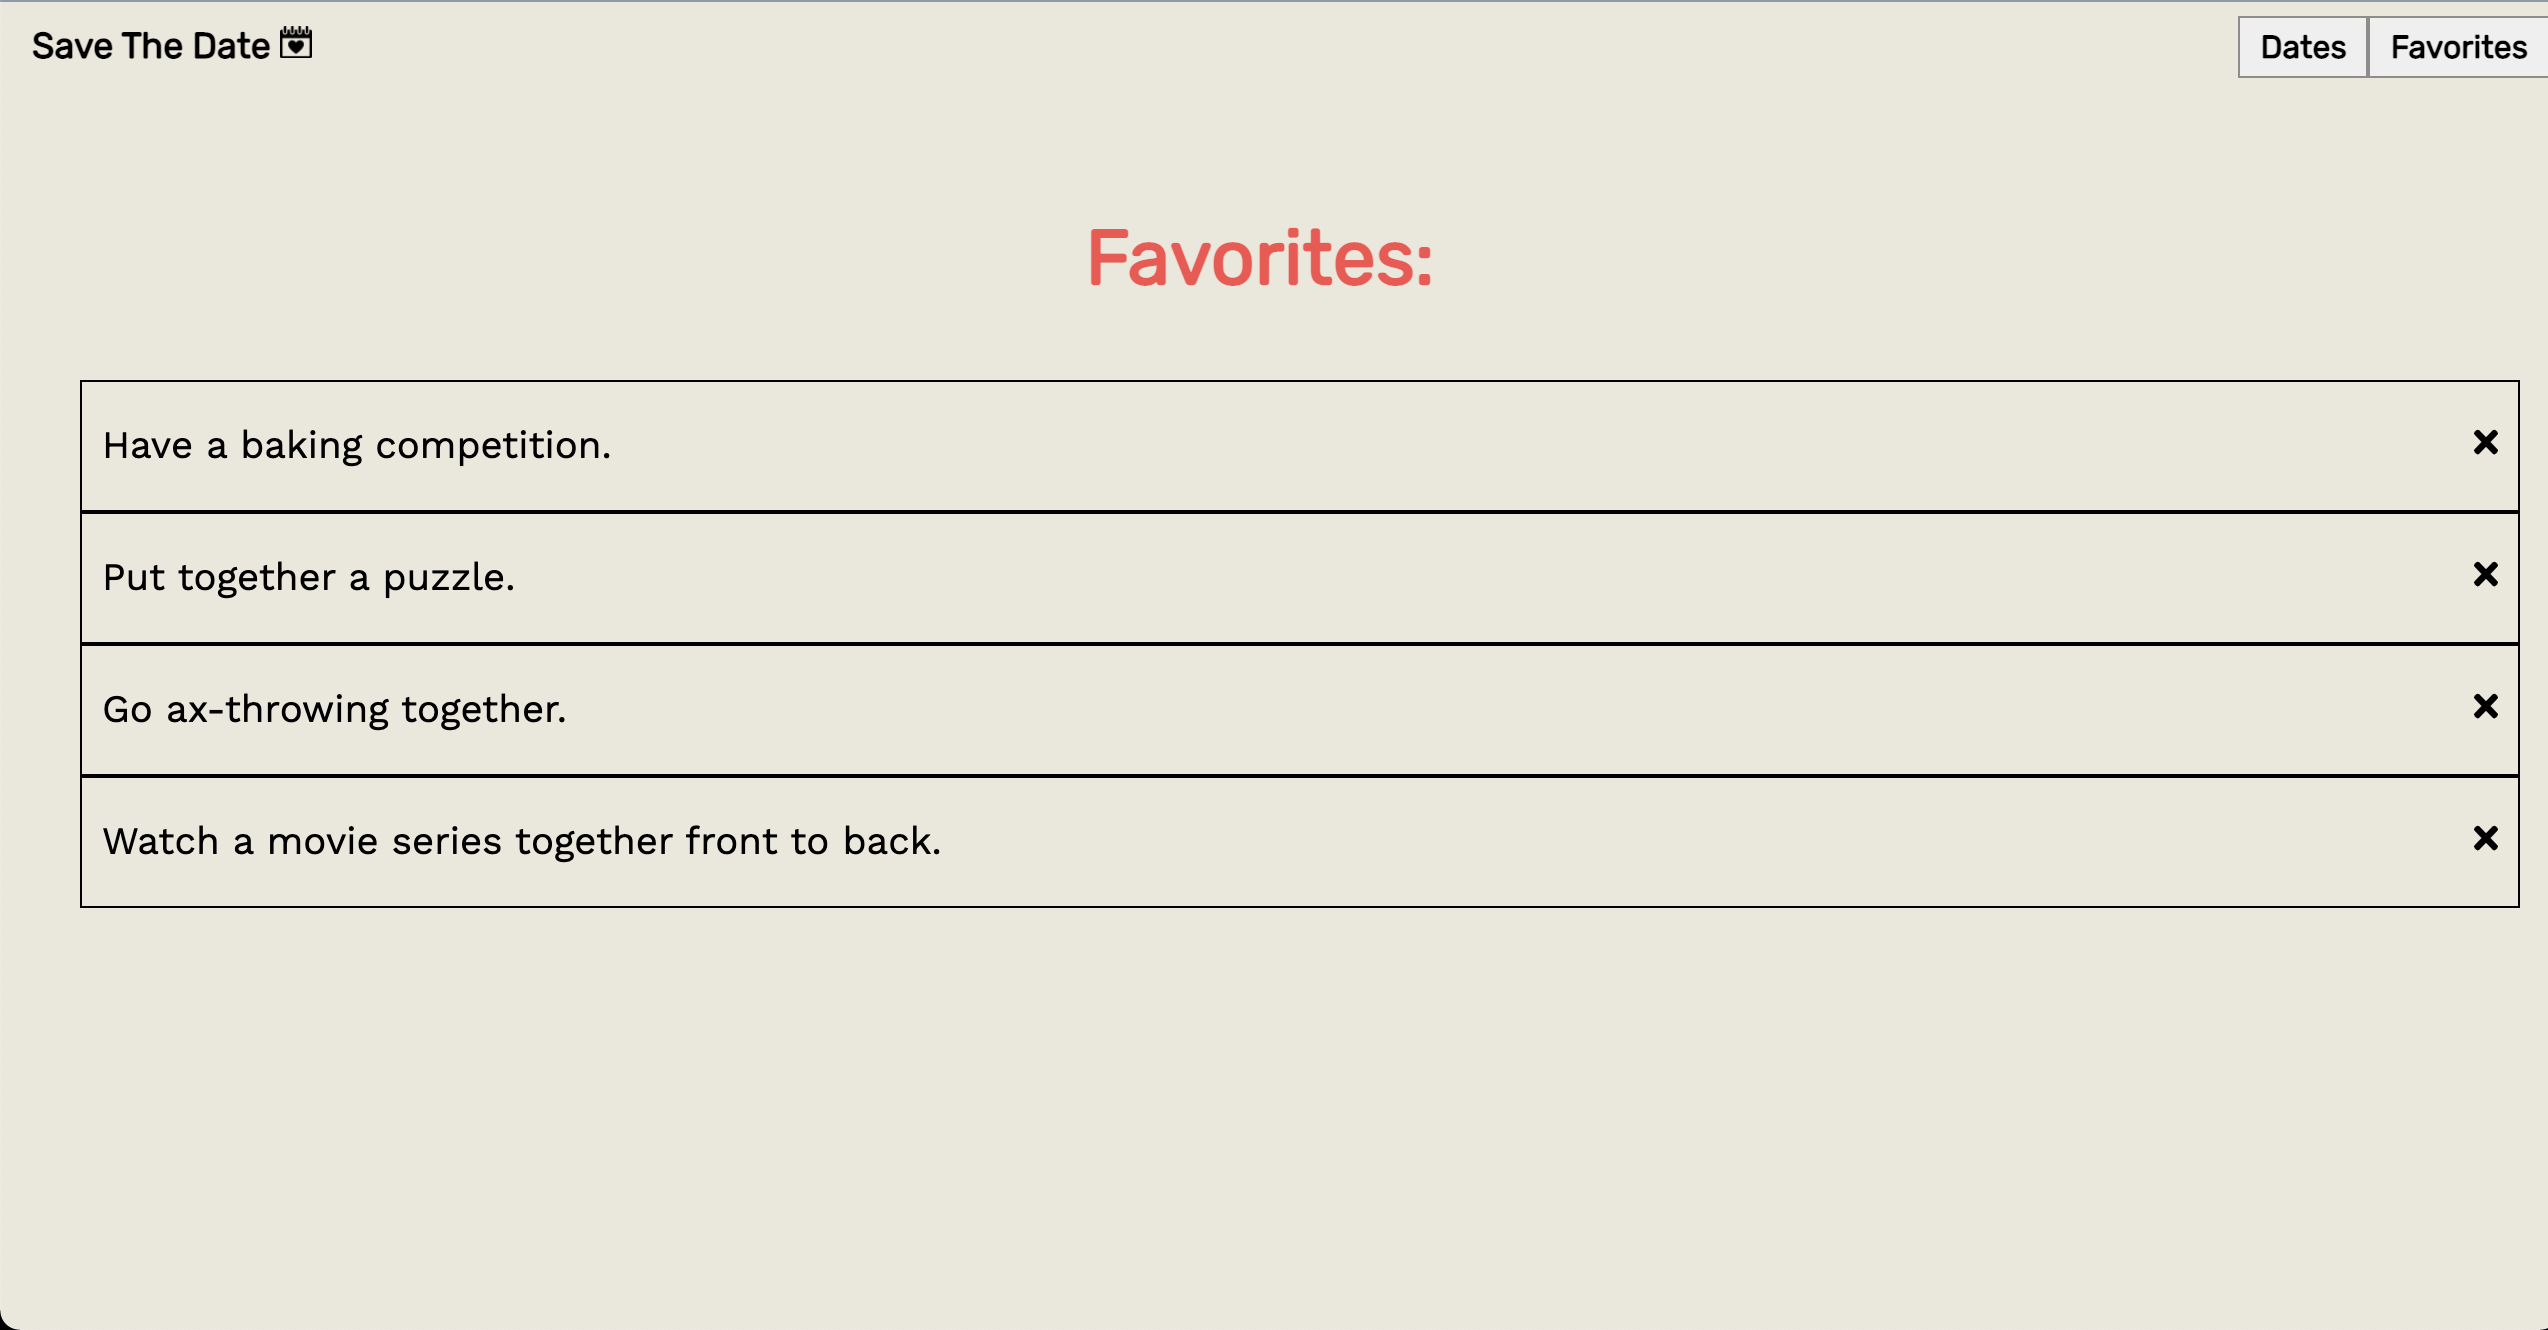 Save The Date
Dates
Favorites
Favorites:
Have a baking competition.
Put together a puzzle.
Go ax-throwing together.
Watch a movie series together front to back.